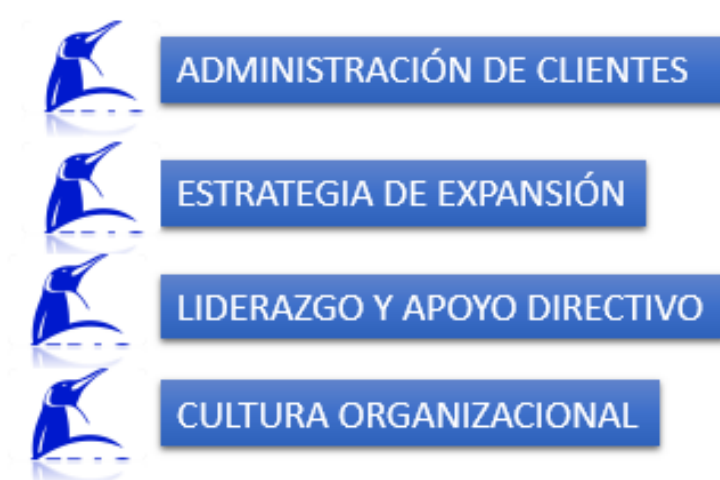 ADMINISTRACIÓN DE CLIENTES
ESTRATEGIA DE EXPANSIÓN
LIDERAZGO Y APOYO DIRECTIVO
CULTURA ORGANIZACIONAL